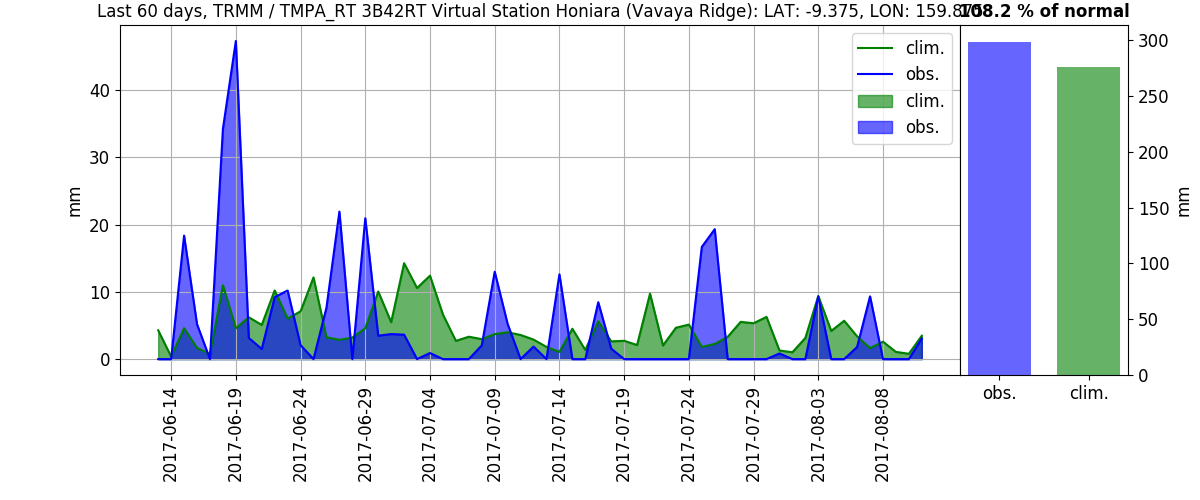 Last 60 days, TRMM / TMPA_RT 3B42RT Virtual Station Honiara (Vavaya Ridge): LAT: -9.375, LON: 159.875
108.2 % of normal
clim.
obs.
clim.
obs.
mm
40
30
20
10
0
2017-06-14
2017-06-19
2017-06-24
2017-06-29
2017-07-04
2017-07-09
2017-07-14
2017-07-19
2017-07-24
2017-07-29
2017-08-03
2017-08-08
300
250
200
150
100
50
0
mm
obs.
clim.